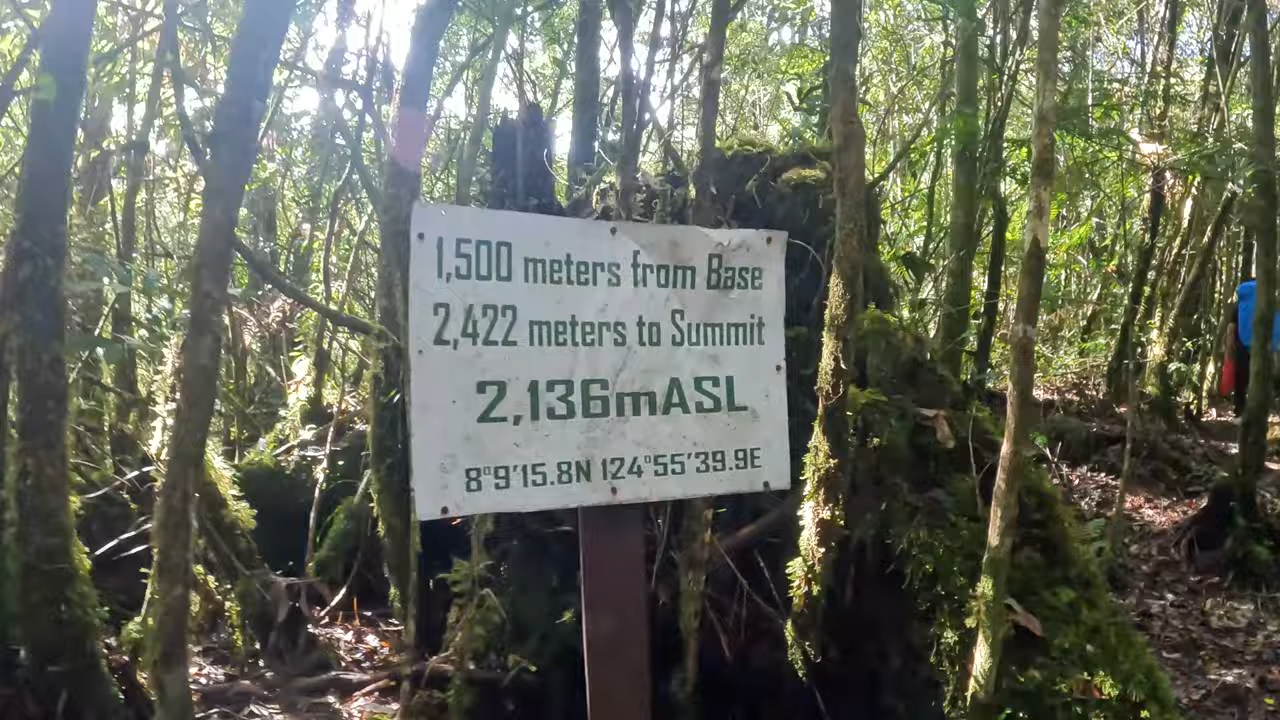 1,500 meters from Base
2,422 meters to Summit
2,136mASL
8°9'15.8N 124°55'39.9E